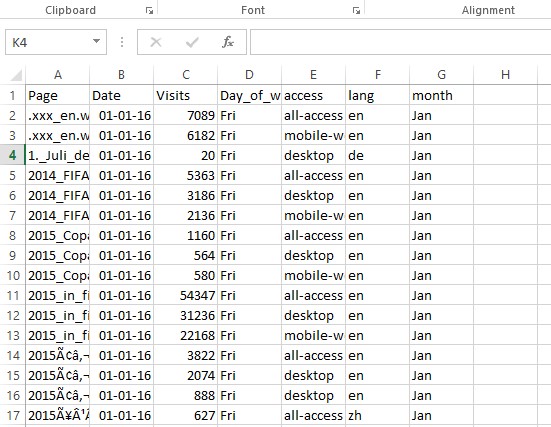 Clipboard Font Alignment
K4 fx
A B C D E F G H
1 Page Date Visits Day_of_w access lang month
2 .xxx_en.w 01-01-16 7089 Fri all-access en Jan
3 .xxx_en.w 01-01-16 6182 Fri mobile-w en Jan
4 1._Juli_de 01-01-16 20 Fri desktop de Jan
5 2014_FIFA 01-01-16 5363 Fri all-access en Jan
6 2014_FIFA 01-01-16 3186 Fri desktop en Jan
7 2014_FIFA 01-01-16 2136 Fri mobile-w en Jan
8 2015_Copa 01-01-16 1160 Fri all-access en Jan
9 2015_Copa 01-01-16 564 Fri desktop en Jan
10 2015_Copa 01-01-16 580 Fri mobile-w en Jan
11 2015_in_fi 01-01-16 54347 Fri all-access en Jan
12 2015_in_fi 01-01-16 31236 Fri desktop en Jan
13 2015_in_fi 01-01-16 22168 Fri mobile-w en Jan
14 2015Ã¢â‚¬ 01-01-16 3822 Fri all-access en Jan
15 2015Ã¢â‚¬ 01-01-16 2074 Fri desktop en Jan
16 2015Ã¢â‚¬ 01-01-16 888 Fri desktop en Jan
17 2015Ã¥Â¹Â 01-01-16 627 Fri all-access zh Jan